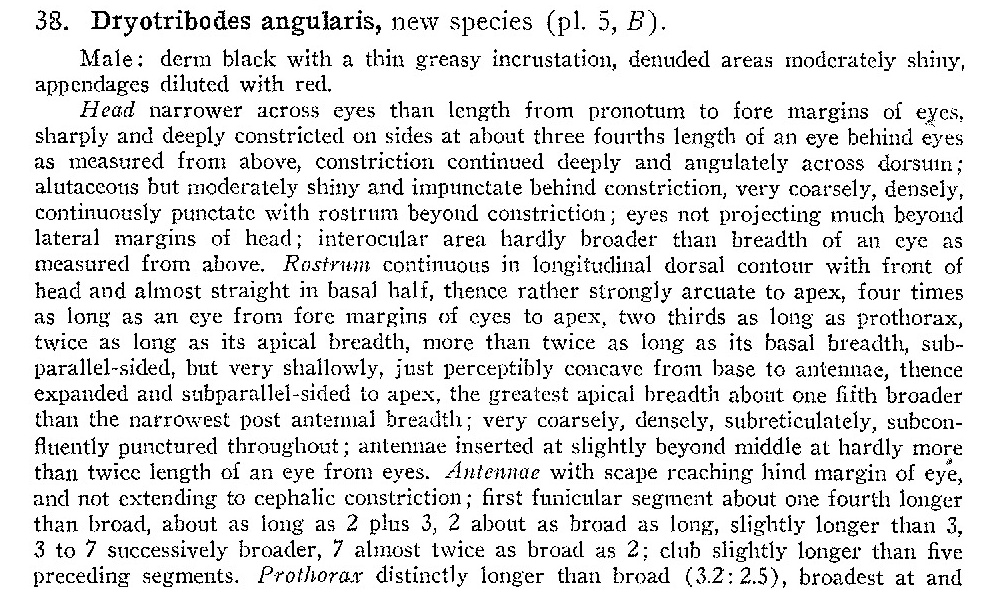 38. Dryotribodes angularis, new species (pl. 5, B).
Male: derm black with a thin greasy incrustation, denuded areas moderately shiny,
appendages diluted with red.
Head narrower across eyes than length from pronotum to fore margins of eyes,
sharply and deeply constricted on sides at about three fourths length of an eye behind eyes
as measured from above, constriction continued deeply and angulately across dorsum;
alutaceous but moderately shiny and impunctate behind constriction, very coarsely, densely,
continuously punctate with rostrum beyond constriction; eyes not projecting much beyond
lateral margins of head; interocular area hardly broader than breadth of an eye as
measured from above. Rostrum continuous in longitudinal dorsal contour with front of
head and almost straight in basal half, thence rather strongly arcuate to apex, four times
as long as an eye from fore margins of eyes to apex, two thirds as long as prothorax,
twice as long as its apical breadth, more than twice as long as its basal breadth, sub-
parallel-sided, but very shallowly, just perceptibly concave from base to antennae, thence
expanded and subparallel-sided to apex, the greatest apical breadth about one fifth broader
than the narrowest post antennal breadth; very coarsely, densely, subreticulately, subcon-
fluently punctured throughout; antennae inserted at slightly beyond middle at hardly more
than twice length of an eye from eyes. Antennae with scape reaching hind margin of eye,
and not extending to cephalic constriction; first funicular segment about one fourth longer
than broad, about as long as 2 plus 3, 2 about as broad as long, slightly longer than 3,
3 to 7 successively broader, 7 almost twice as broad as 2; club slightly longer than five
preceding segments. Prothorax distinctly longer than broad (3.2: 2.5), broadest at and